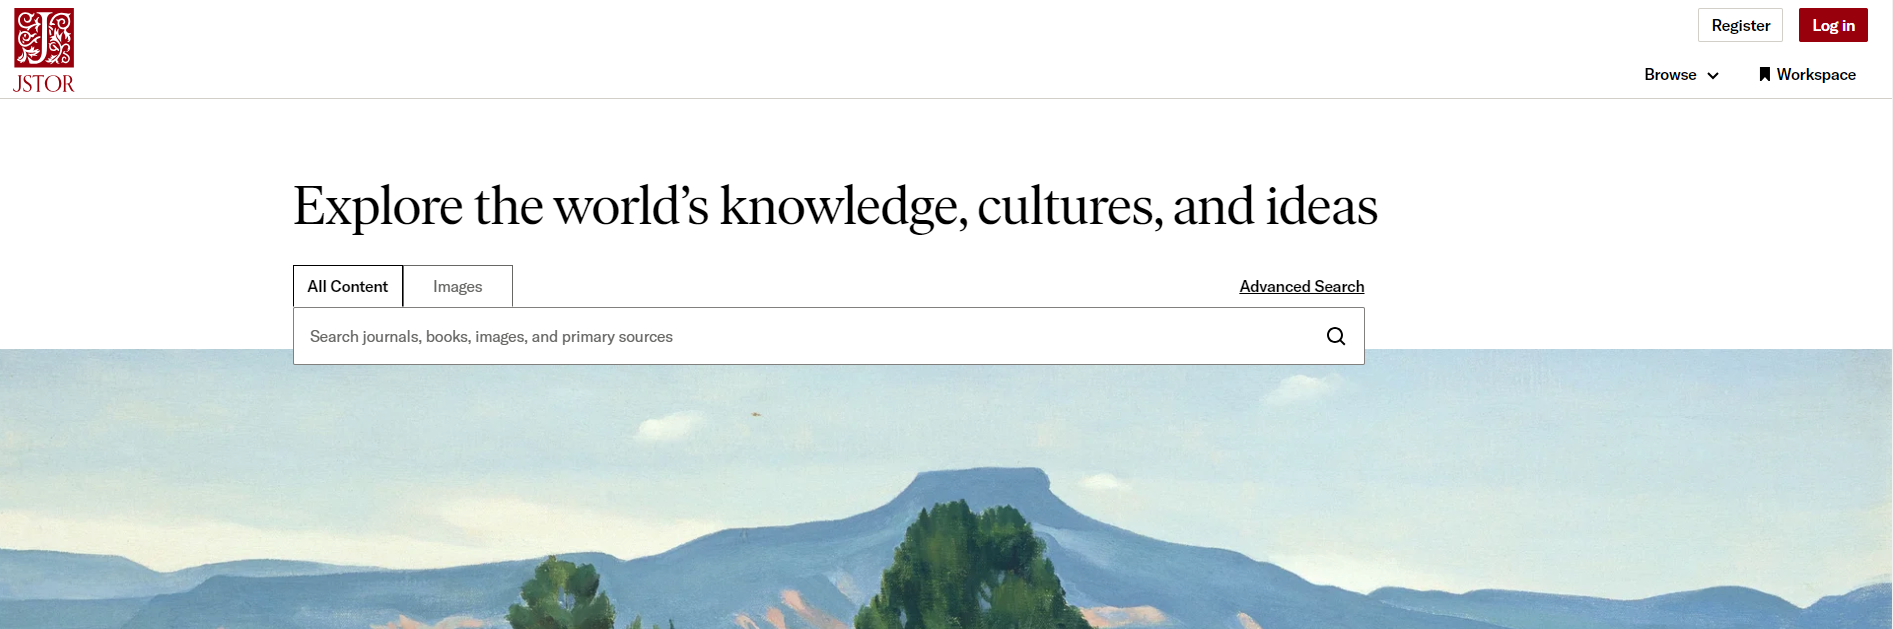 JSTOR
Register
Log in
Browse
Workspace
Explore the world’s knowledge, cultures, and ideas
All Content
Images
Advanced Search
Search journals, books, images, and primary sources